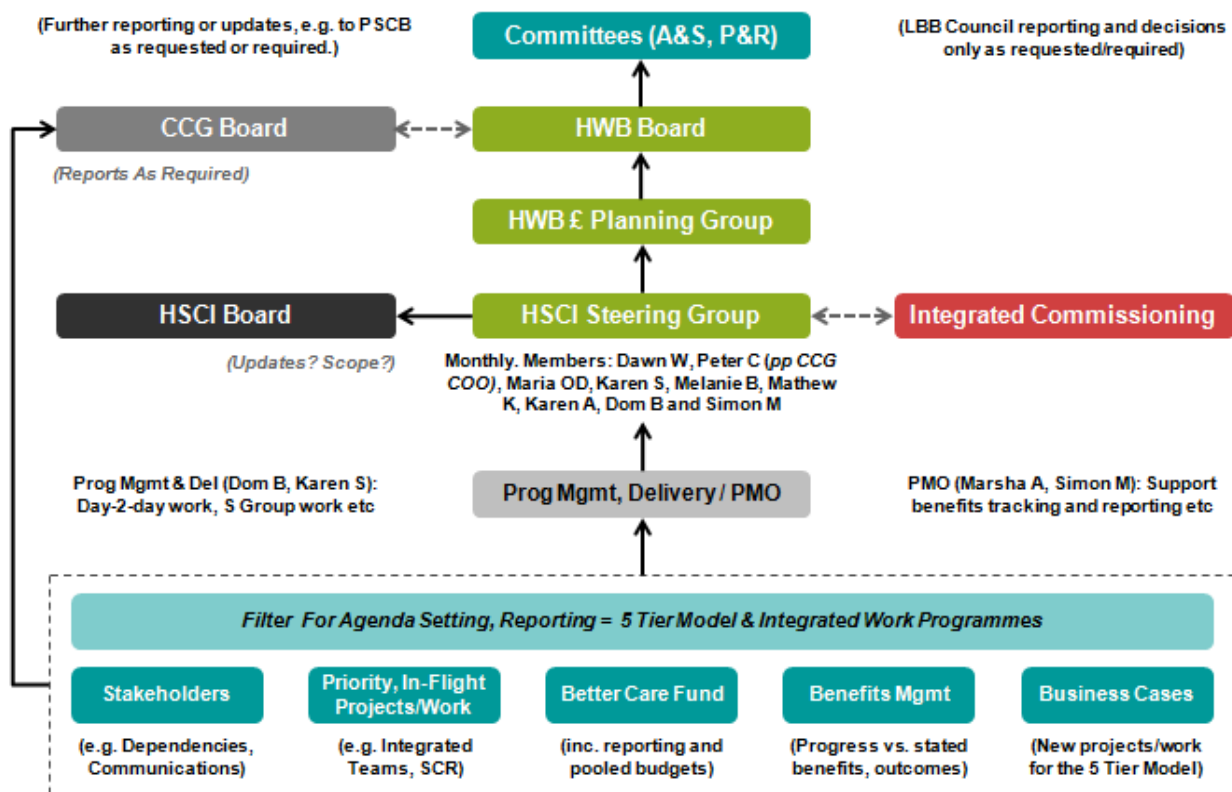 (Further reporting or updates, e.g. to PSCB
as requested or required.)
Committees (A&S, P&R)
(LBB Council reporting and decisions
only as requested/required)
CCG Board
HWB Board
(Reports As Required)
HWB £ Planning Group
HSCI Board
HSCI Steering Group
Integrated Commissioning
(Updates? Scope?)
Monthly. Members: Dawn W, Peter C (pp CCG
COO), Maria OD, Karen S, Melanie B, Mathew
K, Karen A, Dom B and Simon M
Prog Mgmt & Del (Dom B, Karen S):
Day-2-day work, S Group work etc
Prog Mgmt, Delivery / PMO
PMO (Marsha A, Simon M): Support
benefits tracking and reporting etc
Filter For Agenda Setting, Reporting = 5 Tier Model & Integrated Work Programmes
Stakeholders
Priority, In-Flight
Projects/Work
Better Care Fund
Benefits Mgmt
Business Cases
(e.g. Dependencies,
Communications)
(e.g. Integrated
Teams, SCR)
(inc. reporting and
pooled budgets)
(Progress vs. stated
benefits, outcomes)
(New projects/work
for the 5 Tier Model)